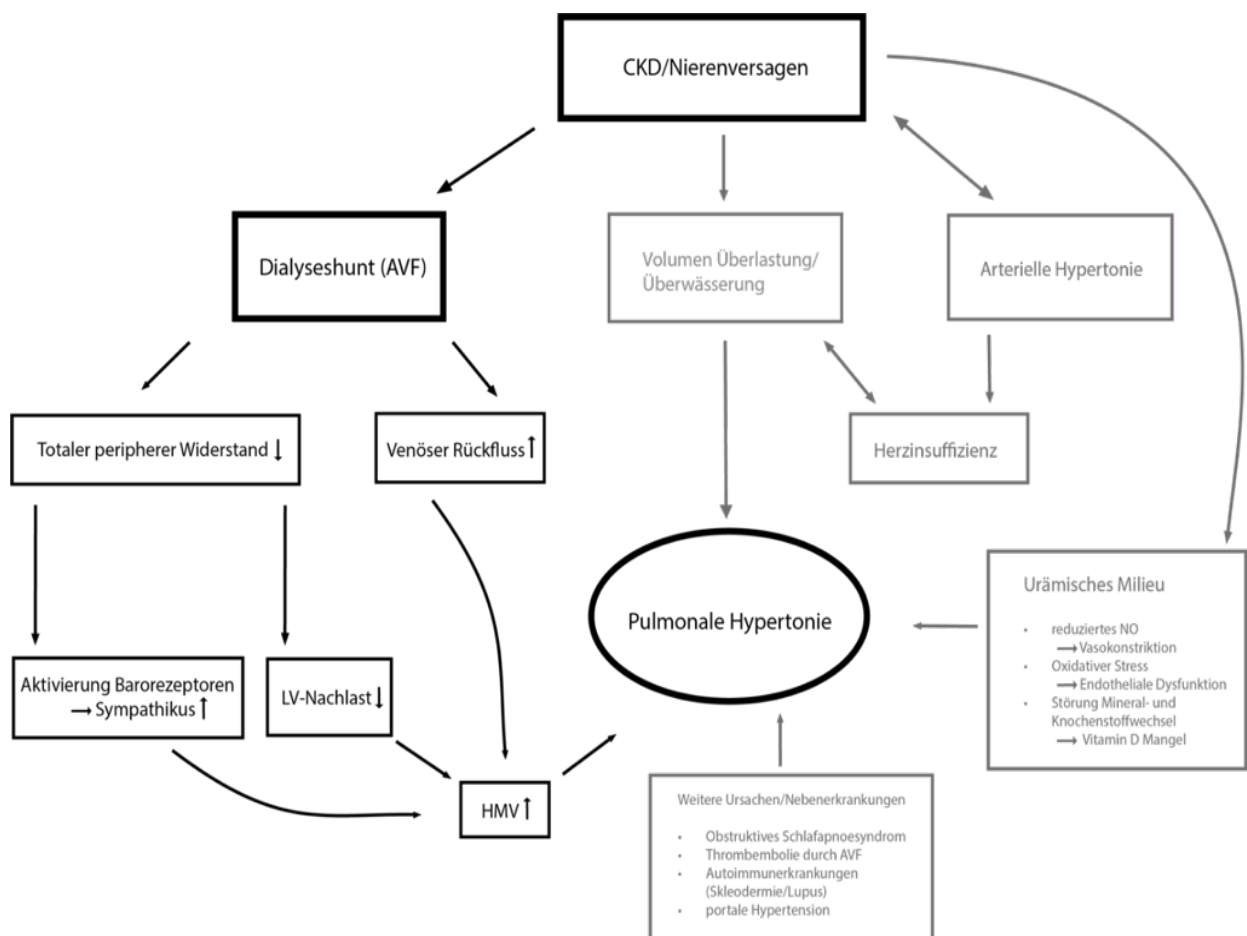 CKD/Nierenversagen
Dialyseshunt (AVF)
Volumen Überlastung/
Überwässerung
Arterielle Hypertonie
Totaler peripherer Widerstand ↓
Venöser Rückfluss ↑
Herzinsuffizienz
Pulmonale Hypertonie
Urämisches Milieu
• reduziertes NO
→ Vasokonstriktion
• Oxidativer Stress
→ Endotheliale Dysfunktion
• Störung Mineral- und
Knochenstoffwechsel
→ Vitamin D Mangel
Aktivierung Barorezeptoren
→ Sympathikus ↑
LV-Nachlast ↓
HMV ↑
Weitere Ursachen/Nebenerkrankungen
• Obstruktives Schlafapnoesyndrom
• Thrombembolie durch AVF
• Autoimmunerkrankungen
(Skleodermie/Lupus)
• portale Hypertension